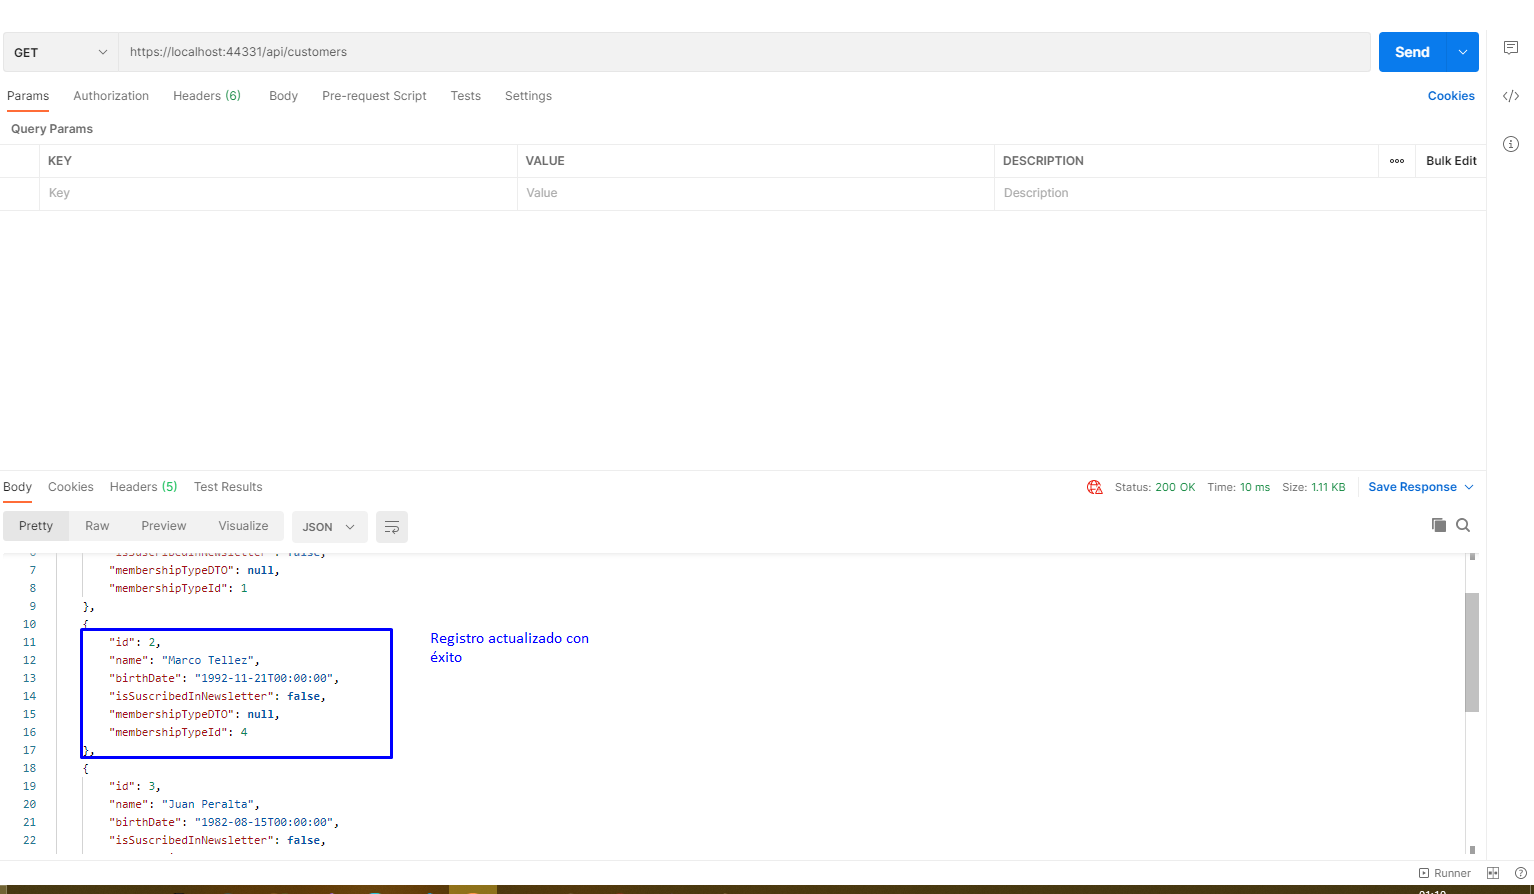 GET https://localhost:44331/api/customers Send
Params Authorization Headers (6) Body Pre-request Script Tests Settings Cookies
Query Params
KEY VALUE DESCRIPTION ooo Bulk Edit
Key Value Description
Body Cookies Headers (5) Test Results Status: 200 OK Time: 10 ms Size: 1.11 KB Save Response
Pretty Raw Preview Visualize JSON
6 "isSuscribedInNewsletter": false,
7 "membershipTypeDTO": null,
8 "membershipTypeId": 1
9 },
10 {
11 "id": 2,
12 "name": "Marco Tellez",
13 "birthDate": "1992-11-21T00:00:00",
14 "isSuscribedInNewsletter": false,
15 "membershipTypeDTO": null,
16 "membershipTypeId": 4
17 },
Registro actualizado con
éxito
18 {
19 "id": 3,
20 "name": "Juan Peralta",
21 "birthDate": "1982-08-15T00:00:00",
22 "isSuscribedInNewsletter": false,
Runner